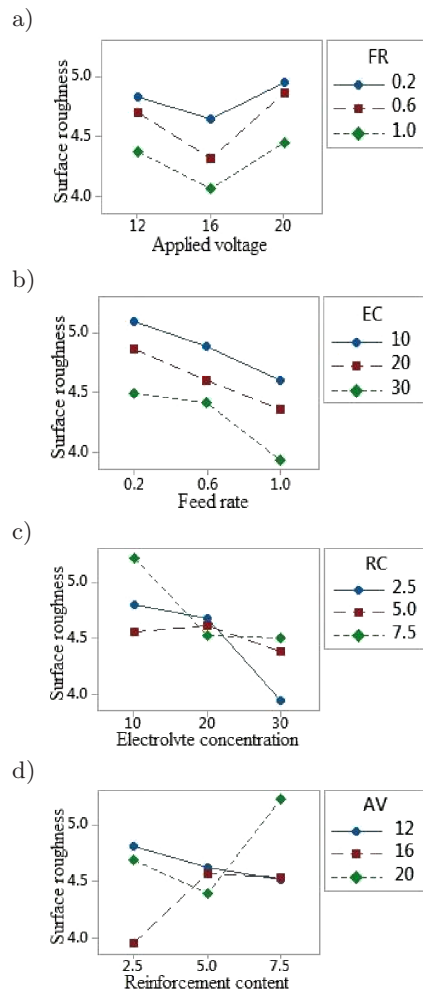 a)
FR
0.2
0.6
1.0
Surface roughness
5.0
4.5
4.0
12 16 20
Applied voltage
b)
EC
10
20
30
Surface roughness
5.0
4.5
4.0
0.2 0.6 1.0
Feed rate
c)
RC
2.5
5.0
7.5
Surface roughness
5.0
4.5
4.0
10 20 30
Electrolvte concentration
d)
AV
12
16
20
Surface roughness
5.0
4.5
4.0
2.5 5.0 7.5
Reinforcement content